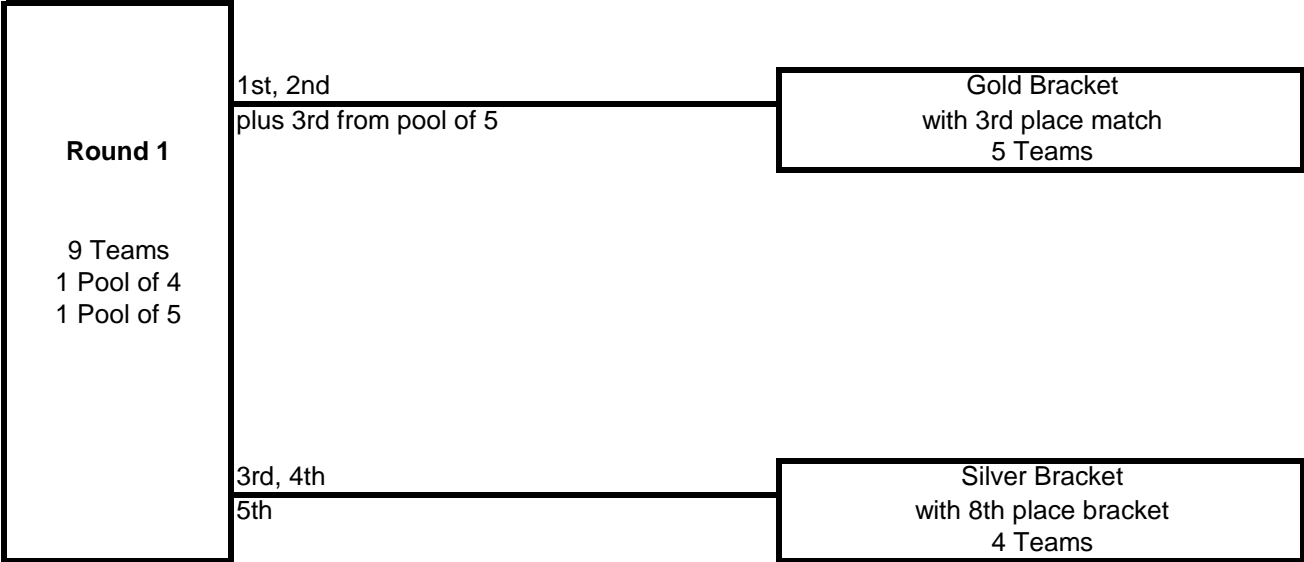 Round 1
9 Teams
1 Pool of 4
1 Pool of 5
1st, 2nd
plus 3rd from pool of 5
Gold Bracket
with 3rd place match
5 Teams
3rd, 4th
5th
Silver Bracket
with 8th place bracket
4 Teams